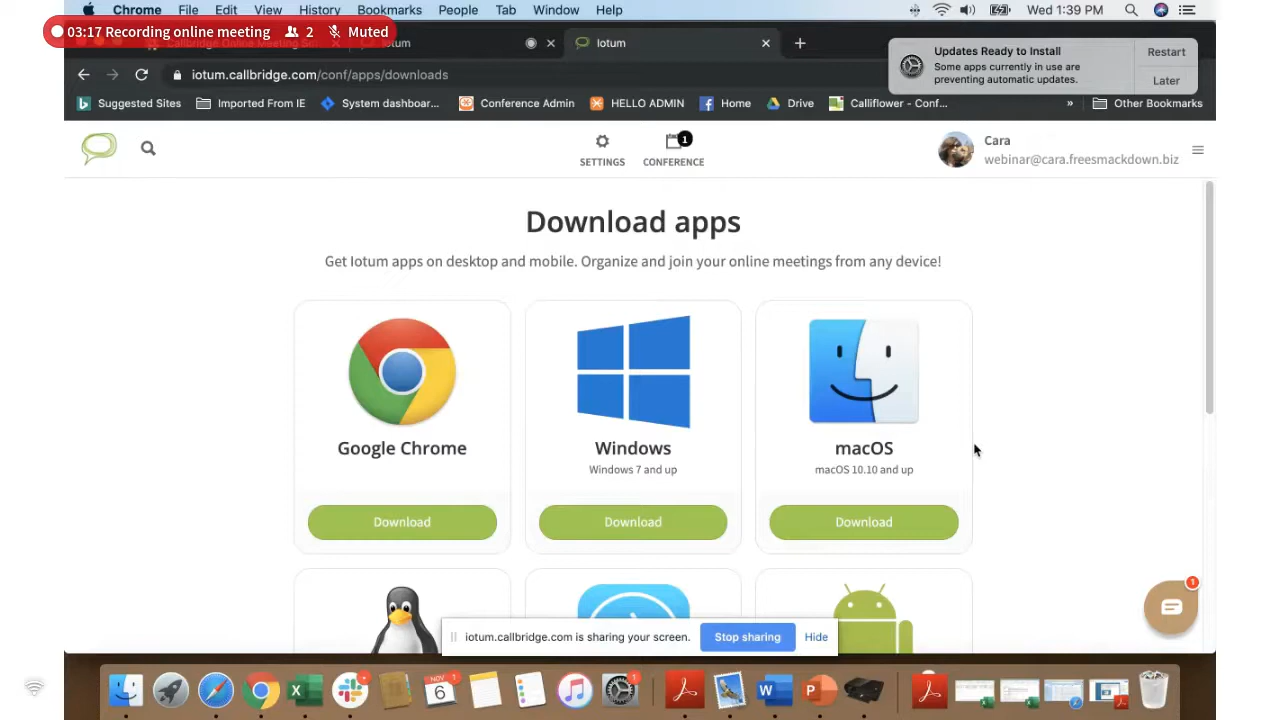 Chrome File Edit View History Bookmarks People Tab Window Help
Wed 1:39 PM
03:17 Recording online meeting 2 Muted
Iotum
Updates Ready to Install
Some apps currently in use are
preventing automatic updates.
Restart
Later
iotum.callbridge.com/conf/apps/downloads
Suggested Sites Imported From IE System dashboar... Conference Admin HELLO ADMIN Home Drive Calliflower - Conf... » Other Bookmarks
1
SETTINGS CONFERENCE
Cara
webinar@cara.freesmackdown.biz
Download apps
Get Iotum apps on desktop and mobile. Organize and join your online meetings from any device!
Google Chrome Windows macOS
Windows 7 and up macOS 10.10 and up
Download Download Download
1
iotum.callbridge.com is sharing your screen. Stop sharing Hide
NOV
6
1